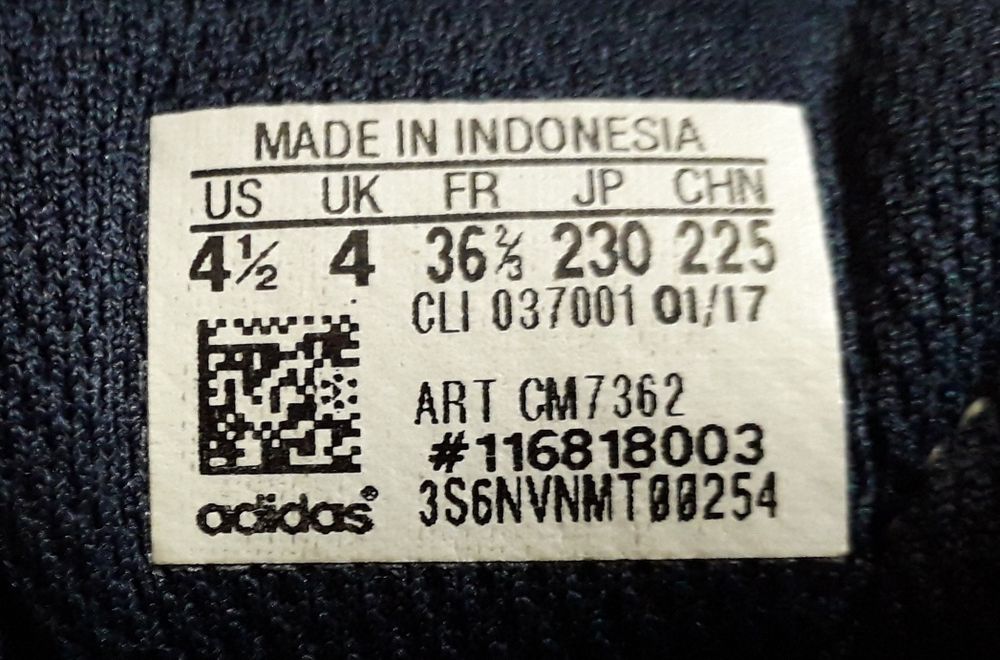 MADE IN INDONESIA
US UK FR JP CHN
4½ 4 36⅔ 230 225
CLI 037001 01/17
ART CM7362
#116818003
adidas® 3S6NVNMT00254